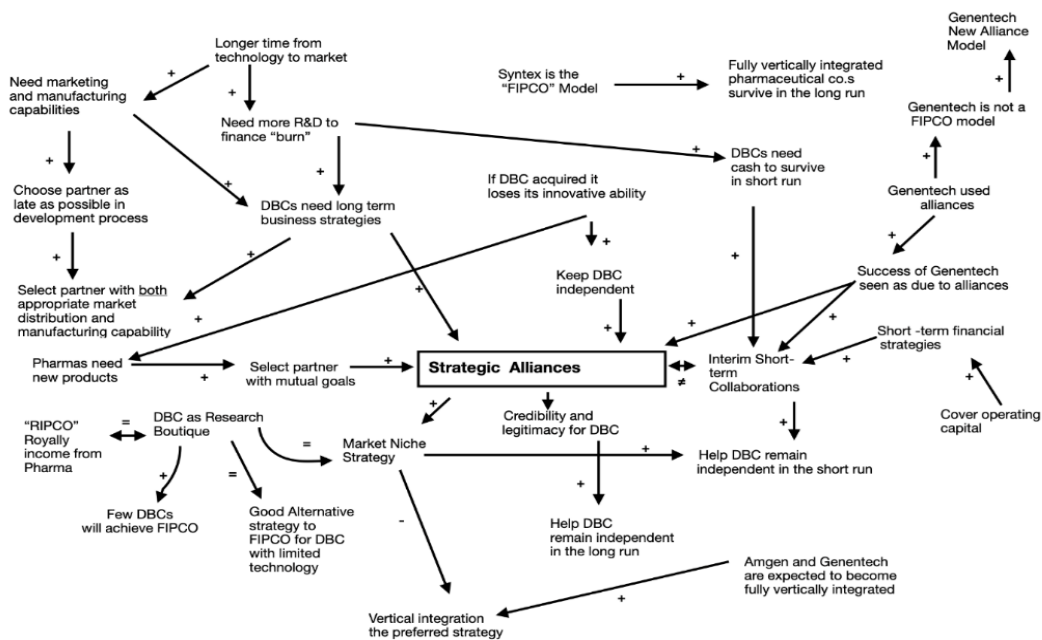 Genentech
New Alliance
Model
Longer time from
technology to market
+
+
Need marketing
and manufacturing
capabilities
+
Syntex is the
"FIPCO" Model
+
Fully vertically integrated
pharmaceutical co.s
survive in the long run
Genentech is not a
FIPCO model
Need more R&D to
finance "burn"
+
+
+
+
+
DBCs need
cash to survive
in short run
+
Genentech used
alliances
Choose partner as
late as possible in
development process
If DBC acquired it
loses its innovative ability
DBCs need long term
business strategies
+
+
+
+
+
Keep DBC
independent
+
Success of Genentech
seen as due to alliances
Select partner with both
appropriate market
distribution and
manufacturing capability
+
+
+
+
+
Short -term financial
strategies
Pharmas need
new products
+
Select partner
with mutual goals
+
Strategic Alliances
≠
Interim Short-
term
Collaborations
+
+
"RIPCO"
Royally
income from
Pharma
=
DBC as Research
Boutique
=
+
Market Niche
Strategy
Credibility and
legitimacy for DBC
+
+
Cover operating
capital
Help DBC remain
independent in the short run
+
=
+
Few DBCs
will achieve FIPCO
Good Alternative
strategy to
FIPCO for DBC
with limited
technology
-
Help DBC
remain independent
in the long run
Amgen and Genentech
are expected to become
fully vertically integrated
+
Vertical integration
the preferred strategy